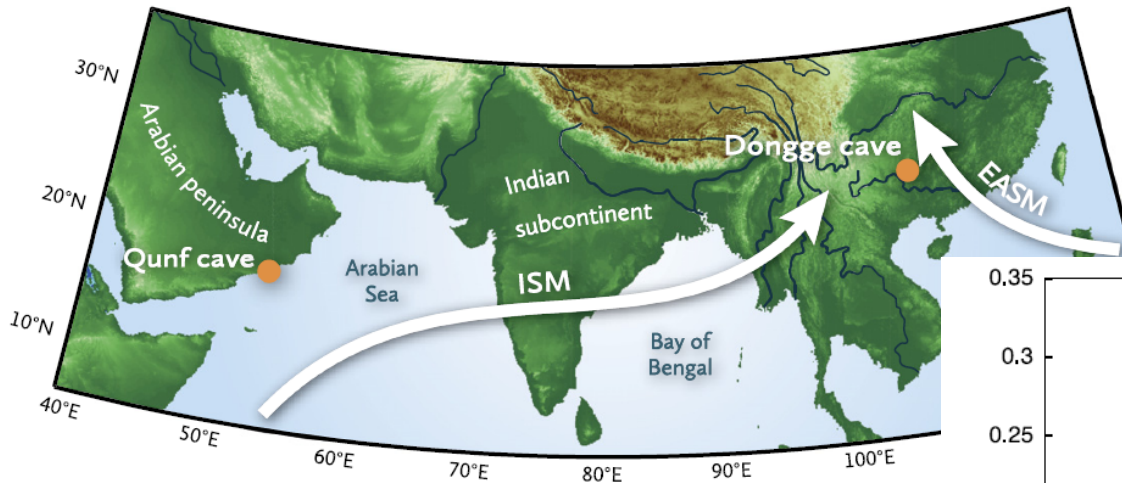 30°N
20°N
10°N
40°E
50°E
60°E
70°E
80°E
90°E
100°E
Arabian peninsula
Qunf cave
Arabian
Sea
Indian
subcontinent
ISM
Bay of
Bengal
Dongge cave
EASM
0.35
0.3
0.25